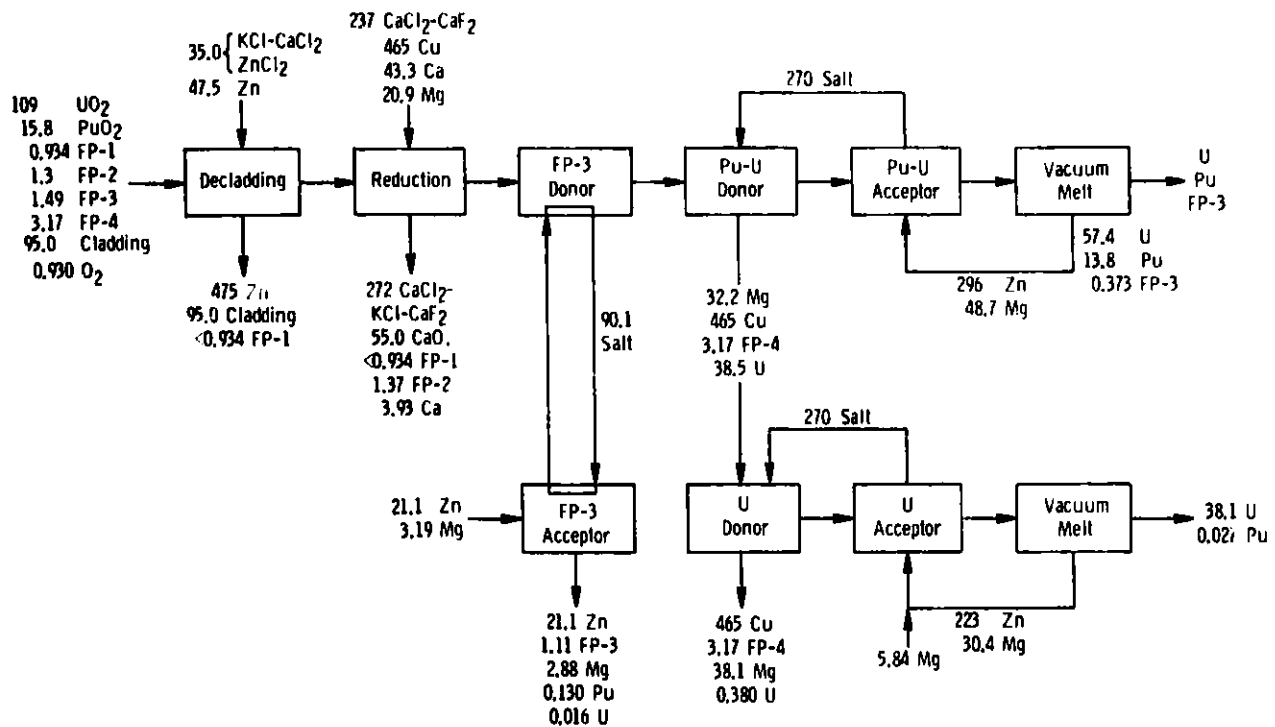 237 CaCl2-CaF2
465 Cu
43.3 Ca
20.9 Mg
35.0 { KCl-CaCl2
ZnCl2
47.5 Zn
109 UO2
15.8 PuO2
0.934 FP-1
1.3 FP-2
1.49 FP-3
3.17 FP-4
95.0 Cladding
0.930 O2
Decladding
Reduction
FP-3
Donor
Pu-U
Donor
270 Salt
Pu-U
Acceptor
Vacuum
Melt
U
Pu
FP-3
57.4 U
13.8 Pu
0.373 FP-3
296 Zn
48.7 Mg
475 Zn
95.0 Cladding
<0.934 FP-1
272 CaCl2-
KCl-CaF2
55.0 CaO,
<0.934 FP-1
1.37 FP-2
3.93 Ca
90.1
Salt
32.2 Mg
465 Cu
3.17 FP-4
38.5 U
270 Salt
21.1 Zn
3.19 Mg
FP-3
Acceptor
U
Donor
U
Acceptor
Vacuum
Melt
38.1 U
Pu
21.1 Zn
1.11 FP-3
2.88 Mg
0.130 Pu
0.016 U
465 Cu
3.17 FP-4
38.1 Mg
0.380 U
5.84 Mg
223 Zn
30.4 Mg